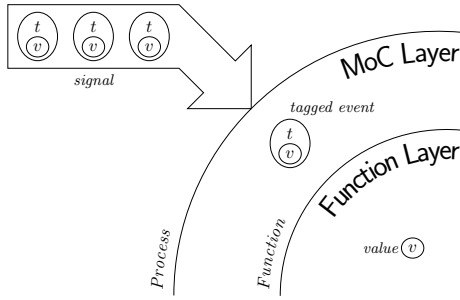 t t t
v v v
signal
MoC Layer
tagged event
t
v
Function Layer
Process
Function
value v